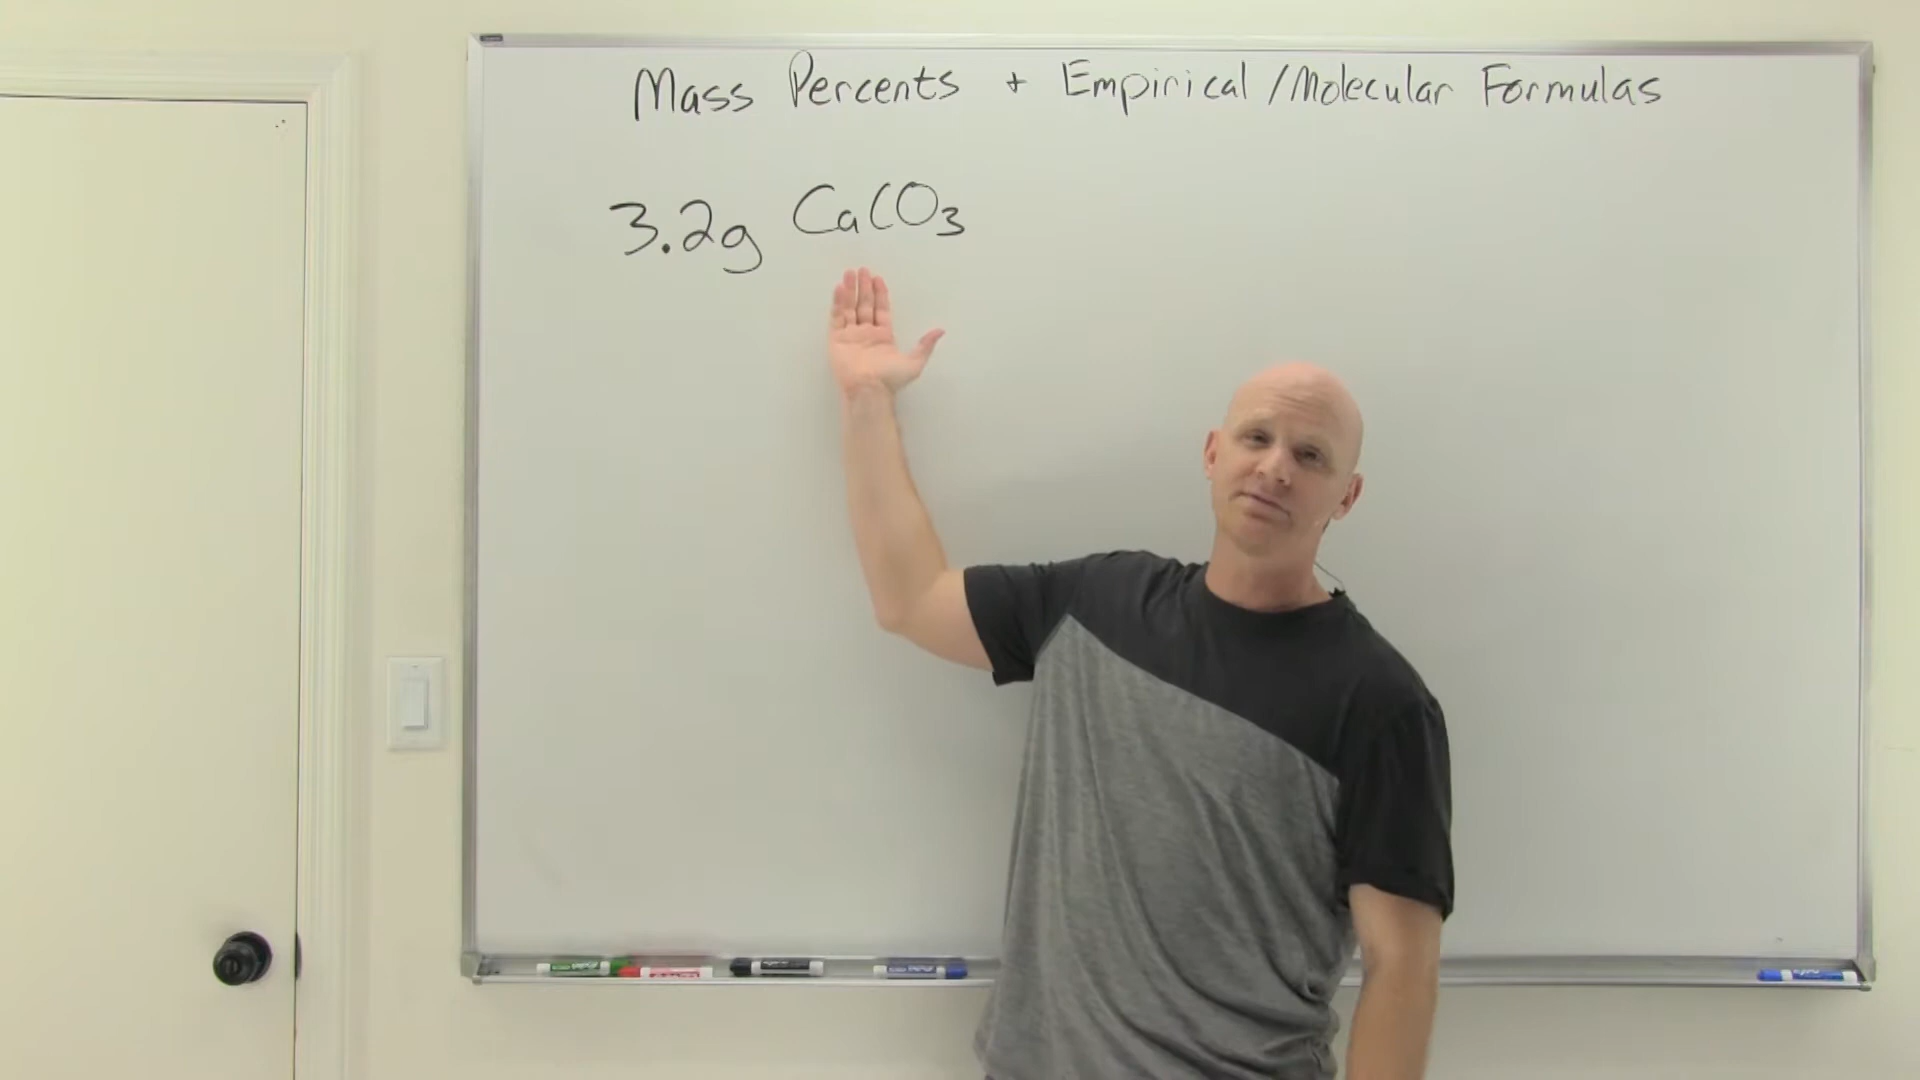 Mass Percents + Empirical/Molecular Formulas
3.2g CaCO₃